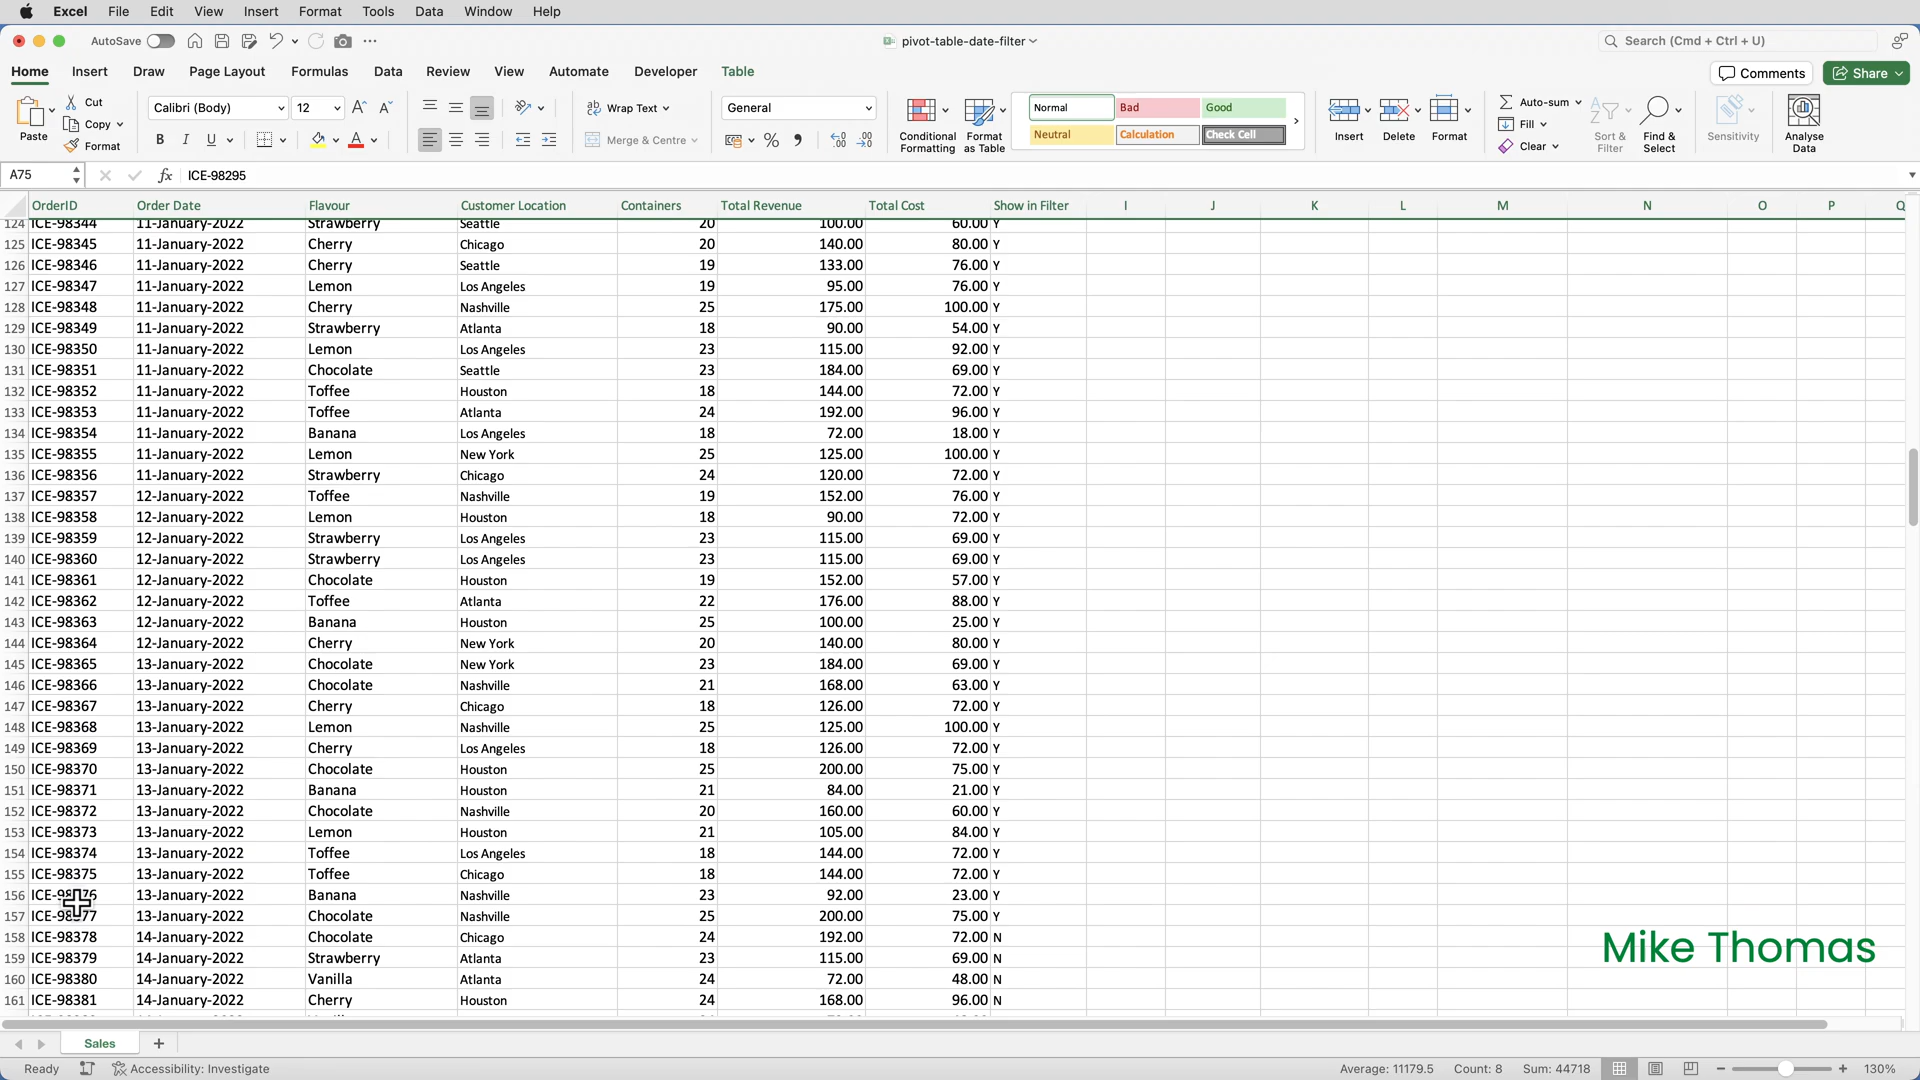 Excel File Edit View Insert Format Tools Data Window Help
AutoSave pivot-table-date-filter Search (Cmd + Ctrl + U)
Home Insert Draw Page Layout Formulas Data Review View Automate Developer Table Comments Share
Paste Cut Copy Format
Calibri (Body) 12 A A
B I U A
ab Wrap Text
Merge & Centre
General
% 9
Conditional Formatting Format as Table
Normal Bad Good
Neutral Calculation Check Cell
Insert Delete Format
Auto-sum Fill Clear
Sort & Filter Find & Select Sensitivity Analyse Data
A75 fx ICE-98295
OrderID Order Date Flavour Customer Location Containers Total Revenue Total Cost Show in Filter I J K L M N O P Q
124 ICE-98344 11-January-2022 Strawberry Seattle 20 100.00 60.00 Y
125 ICE-98345 11-January-2022 Cherry Chicago 20 140.00 80.00 Y
126 ICE-98346 11-January-2022 Cherry Seattle 19 133.00 76.00 Y
127 ICE-98347 11-January-2022 Lemon Los Angeles 19 95.00 76.00 Y
128 ICE-98348 11-January-2022 Cherry Nashville 25 175.00 100.00 Y
129 ICE-98349 11-January-2022 Strawberry Atlanta 18 90.00 54.00 Y
130 ICE-98350 11-January-2022 Lemon Los Angeles 23 115.00 92.00 Y
131 ICE-98351 11-January-2022 Chocolate Seattle 23 184.00 69.00 Y
132 ICE-98352 11-January-2022 Toffee Houston 18 144.00 72.00 Y
133 ICE-98353 11-January-2022 Toffee Atlanta 24 192.00 96.00 Y
134 ICE-98354 11-January-2022 Banana Los Angeles 18 72.00 18.00 Y
135 ICE-98355 11-January-2022 Lemon New York 25 125.00 100.00 Y
136 ICE-98356 11-January-2022 Strawberry Chicago 24 120.00 72.00 Y
137 ICE-98357 12-January-2022 Toffee Nashville 19 152.00 76.00 Y
138 ICE-98358 12-January-2022 Lemon Houston 18 90.00 72.00 Y
139 ICE-98359 12-January-2022 Strawberry Los Angeles 23 115.00 69.00 Y
140 ICE-98360 12-January-2022 Strawberry Los Angeles 23 115.00 69.00 Y
141 ICE-98361 12-January-2022 Chocolate Houston 19 152.00 57.00 Y
142 ICE-98362 12-January-2022 Toffee Atlanta 22 176.00 88.00 Y
143 ICE-98363 12-January-2022 Banana Houston 25 100.00 25.00 Y
144 ICE-98364 12-January-2022 Cherry New York 20 140.00 80.00 Y
145 ICE-98365 13-January-2022 Chocolate New York 23 184.00 69.00 Y
146 ICE-98366 13-January-2022 Chocolate Nashville 21 168.00 63.00 Y
147 ICE-98367 13-January-2022 Cherry Chicago 18 126.00 72.00 Y
148 ICE-98368 13-January-2022 Lemon Nashville 25 125.00 100.00 Y
149 ICE-98369 13-January-2022 Cherry Los Angeles 18 126.00 72.00 Y
150 ICE-98370 13-January-2022 Chocolate Houston 25 200.00 75.00 Y
151 ICE-98371 13-January-2022 Banana Houston 21 84.00 21.00 Y
152 ICE-98372 13-January-2022 Chocolate Nashville 20 160.00 60.00 Y
153 ICE-98373 13-January-2022 Lemon Houston 21 105.00 84.00 Y
154 ICE-98374 13-January-2022 Toffee Los Angeles 18 144.00 72.00 Y
155 ICE-98375 13-January-2022 Toffee Chicago 18 144.00 72.00 Y
156 ICE-98376 13-January-2022 Banana Nashville 23 92.00 23.00 Y
157 ICE-98377 13-January-2022 Chocolate Nashville 25 200.00 75.00 Y
158 ICE-98378 14-January-2022 Chocolate Chicago 24 192.00 72.00 N
159 ICE-98379 14-January-2022 Strawberry Atlanta 23 115.00 69.00 N
160 ICE-98380 14-January-2022 Vanilla Atlanta 24 72.00 48.00 N
161 ICE-98381 14-January-2022 Cherry Houston 24 168.00 96.00 N
Mike Thomas
Sales
Ready Accessibility: Investigate Average: 11179.5 Count: 8 Sum: 44718 130%